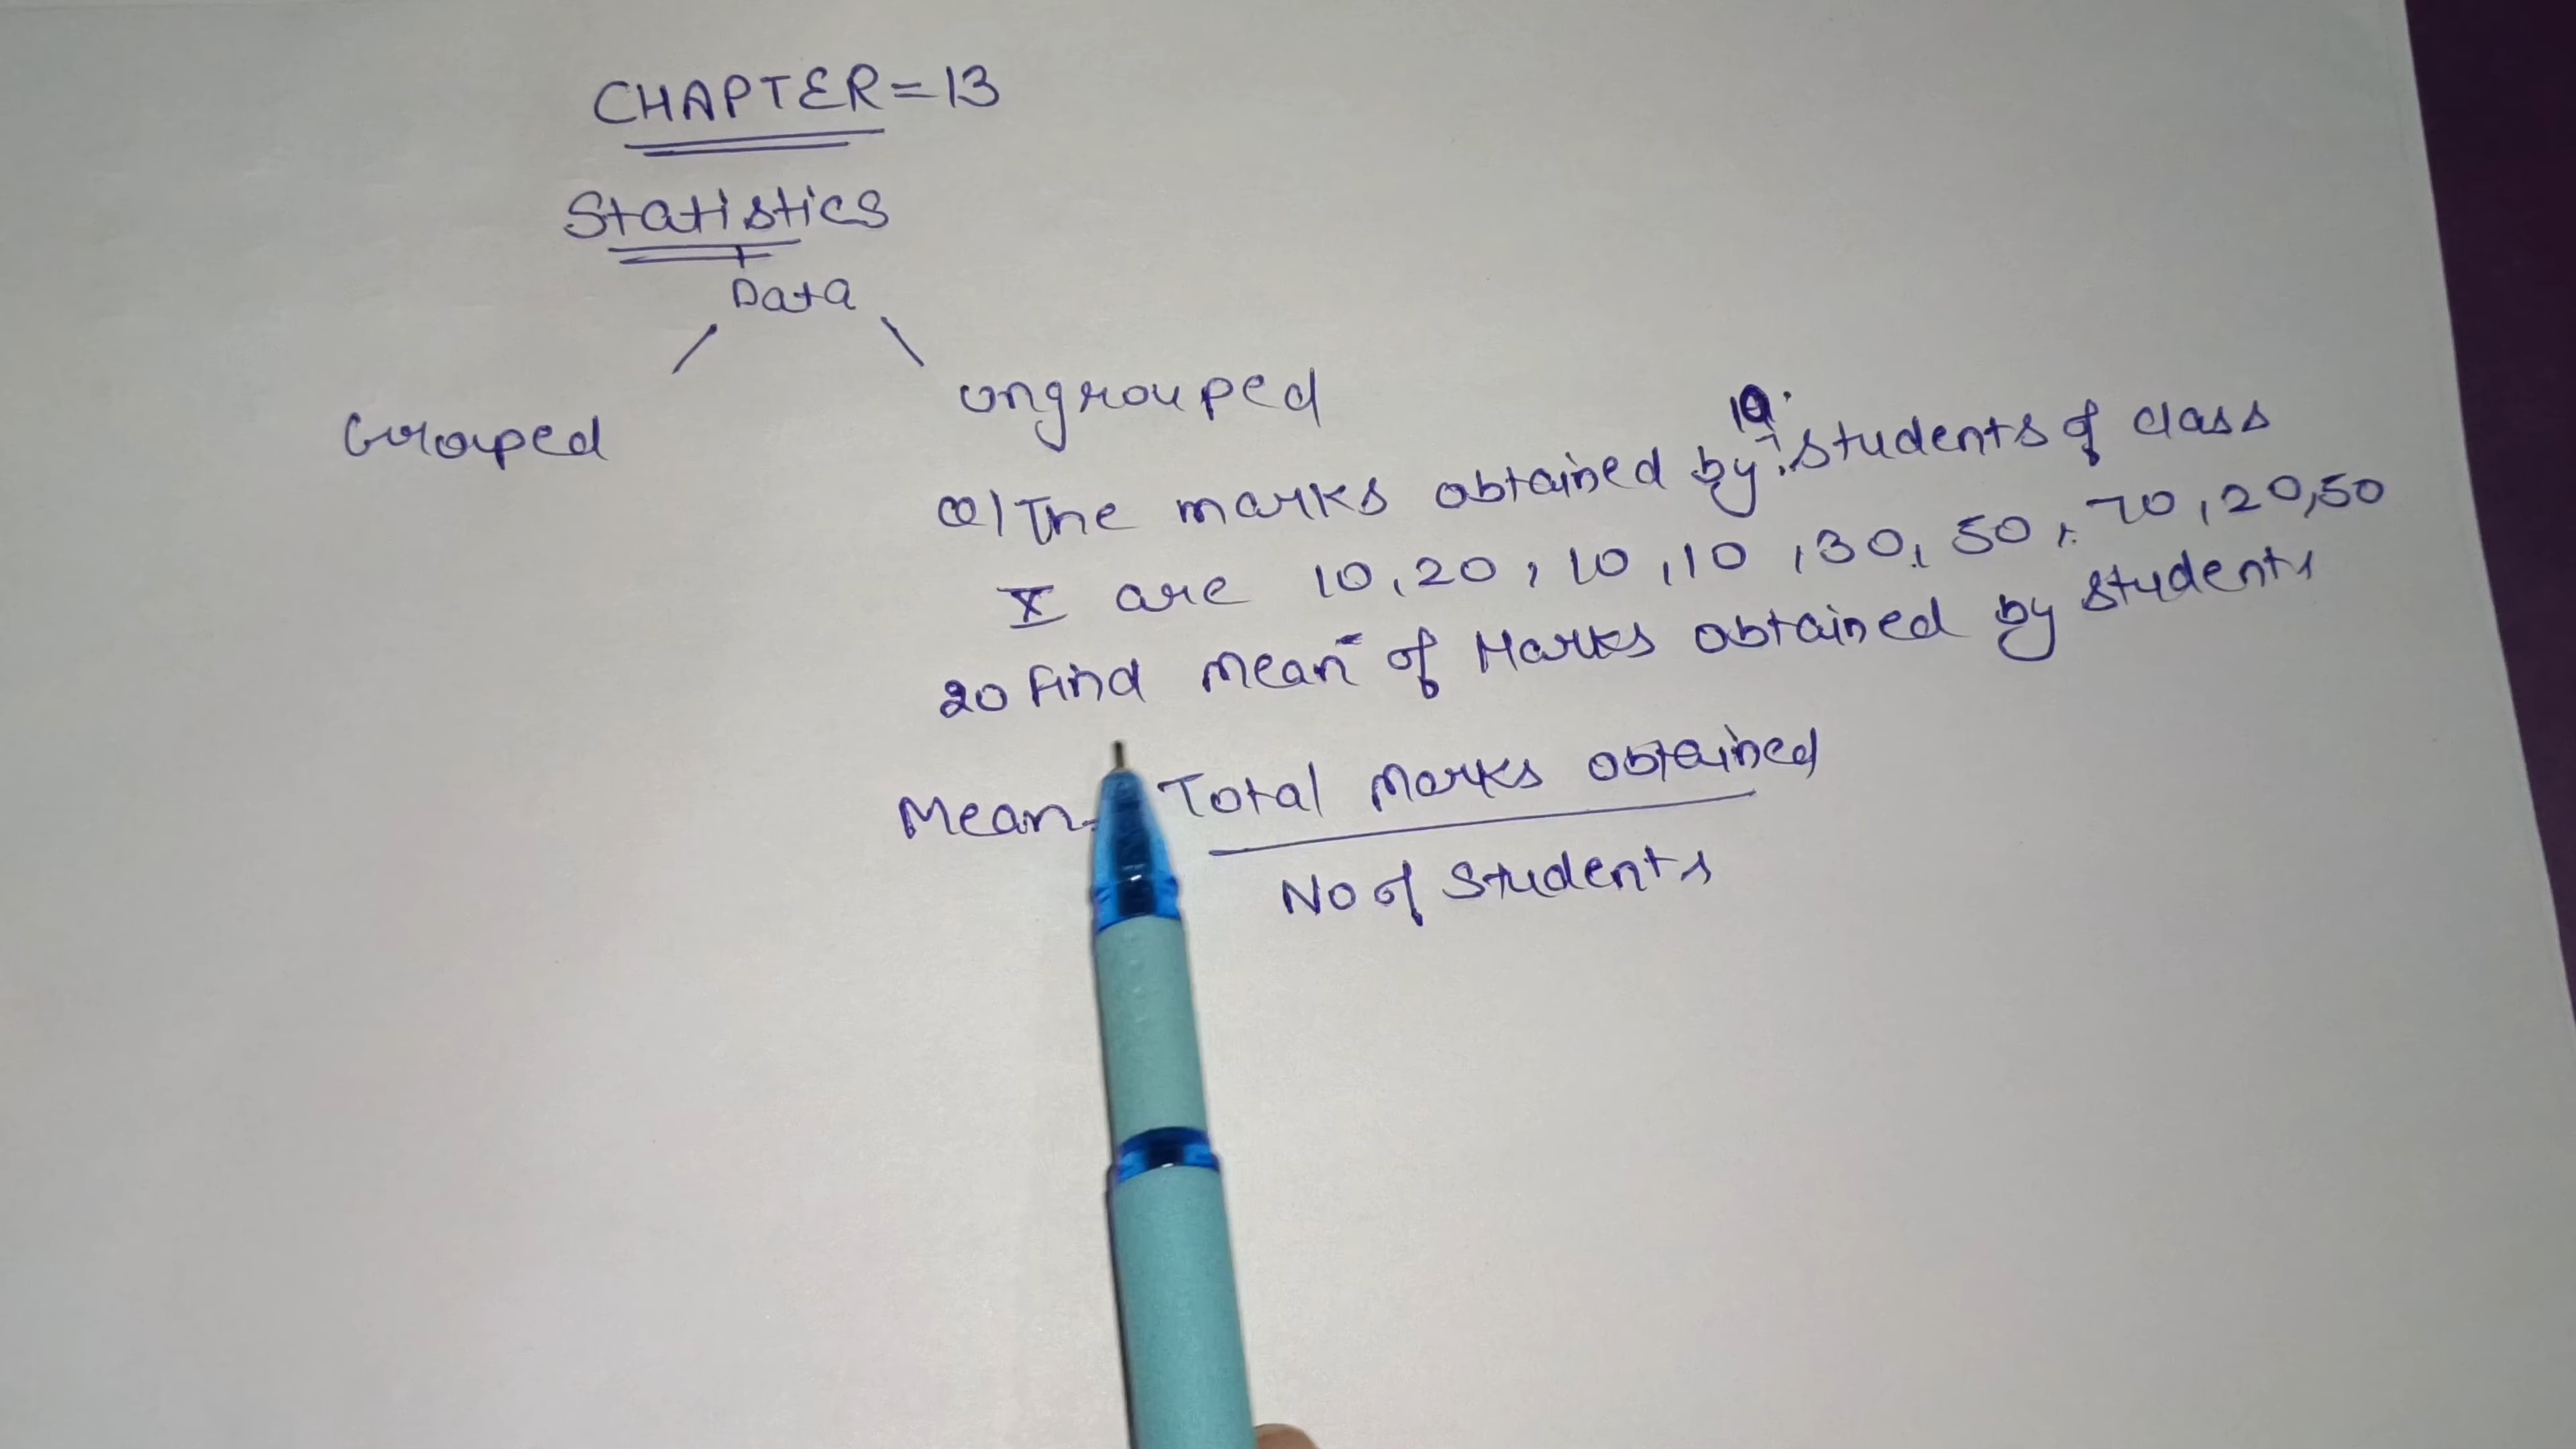 CHAPTER = 13
Statistics
Data
Grouped
ungrouped
10
Q) The marks obtained by students of class
X are 10, 20, 10, 10, 30, 50, 70, 20, 50
20 Find Mean of Marks obtained by students
Mean = Total Marks obtained
No of Students